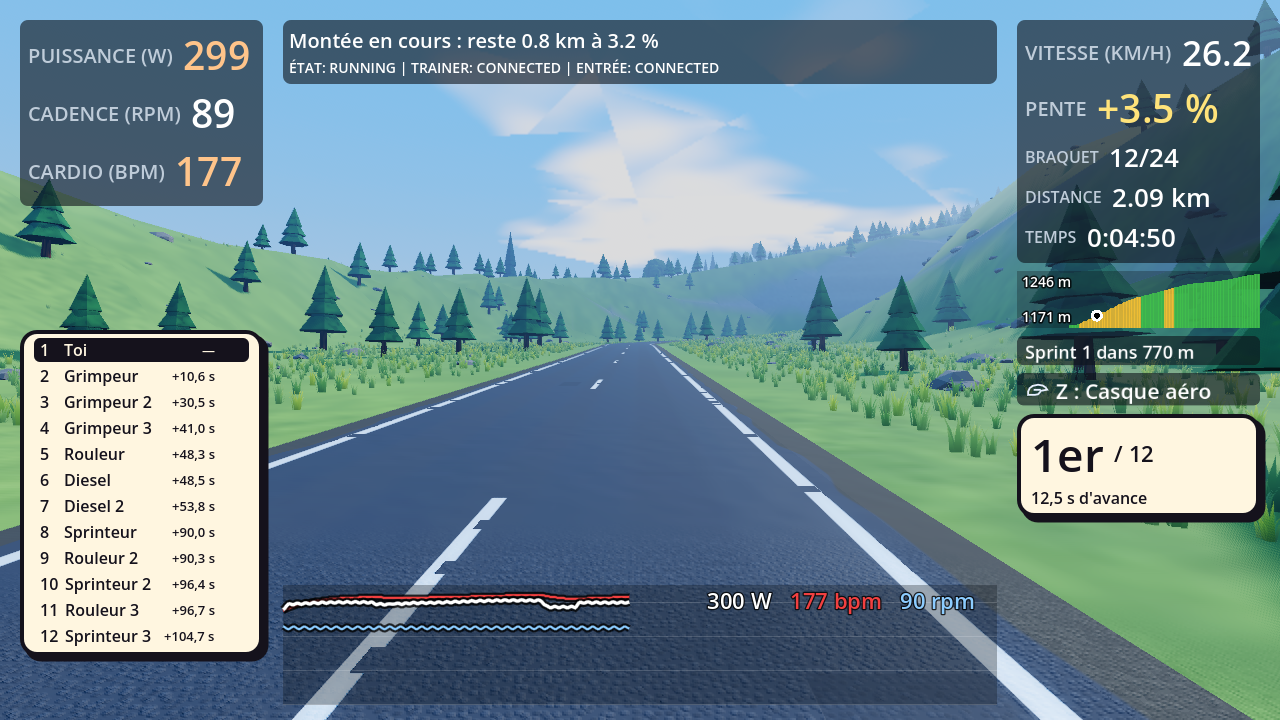 PUISSANCE (W) 299
CADENCE (RPM) 89
CARDIO (BPM) 177
Montée en cours : reste 0.8 km à 3.2 %
ÉTAT: RUNNING | TRAINER: CONNECTED | ENTRÉE: CONNECTED
VITESSE (KM/H) 26.2
PENTE +3.5 %
BRAQUET 12/24
DISTANCE 2.09 km
TEMPS 0:04:50
1246 m
1171 m
Sprint 1 dans 770 m
Z : Casque aéro
1er / 12
12,5 s d'avance
1 Toi —
2 Grimpeur +10,6 s
3 Grimpeur 2 +30,5 s
4 Grimpeur 3 +41,0 s
5 Rouleur +48,3 s
6 Diesel +48,5 s
7 Diesel 2 +53,8 s
8 Sprinteur +90,0 s
9 Rouleur 2 +90,3 s
10 Sprinteur 2 +96,4 s
11 Rouleur 3 +96,7 s
12 Sprinteur 3 +104,7 s
300 W 177 bpm 90 rpm